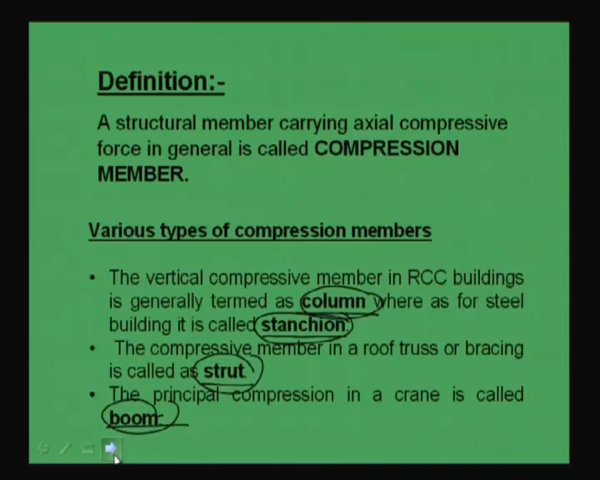 Definition:-
A structural member carrying axial compressive
force in general is called COMPRESSION
MEMBER.
Various types of compression members
• The vertical compressive member in RCC buildings
is generally termed as column where as for steel
building it is called stanchion.
• The compressive member in a roof truss or bracing
is called as strut.
• The principal compression in a crane is called
boom.